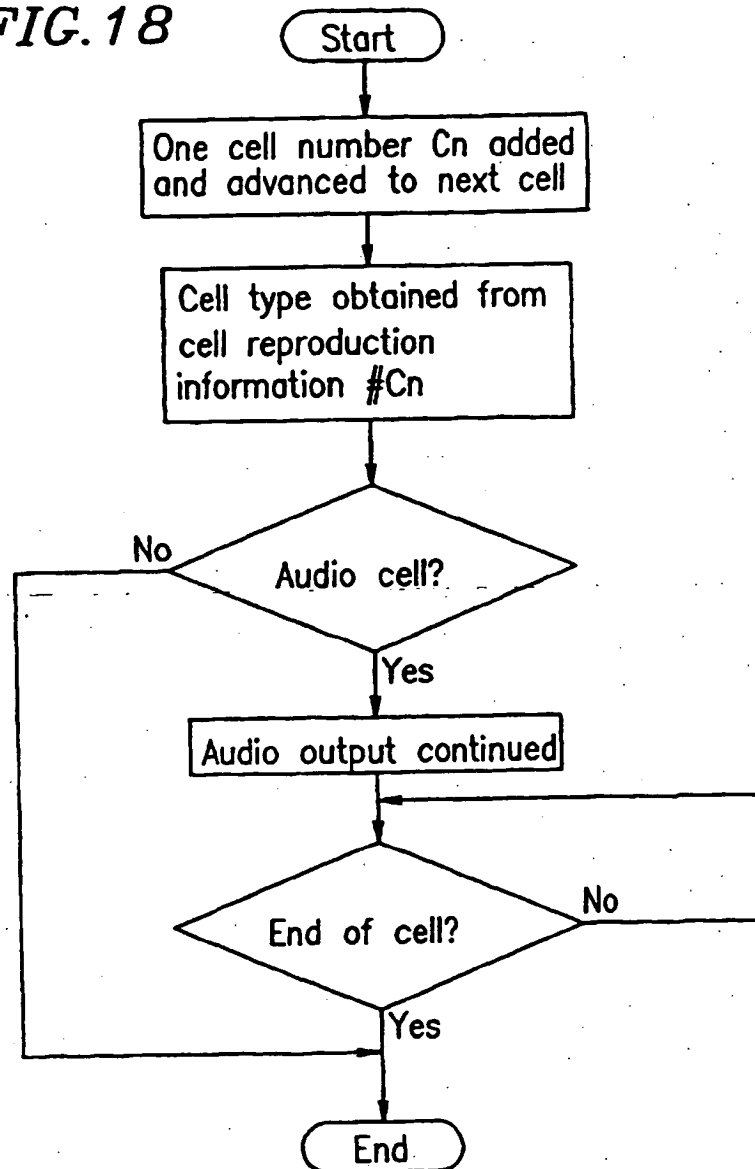 FIG.18
Start
One cell number Cn added
and advanced to next cell
Cell type obtained from
cell reproduction
information #Cn
Audio cell?
No
Yes
Audio output continued
End of cell?
No
Yes
End